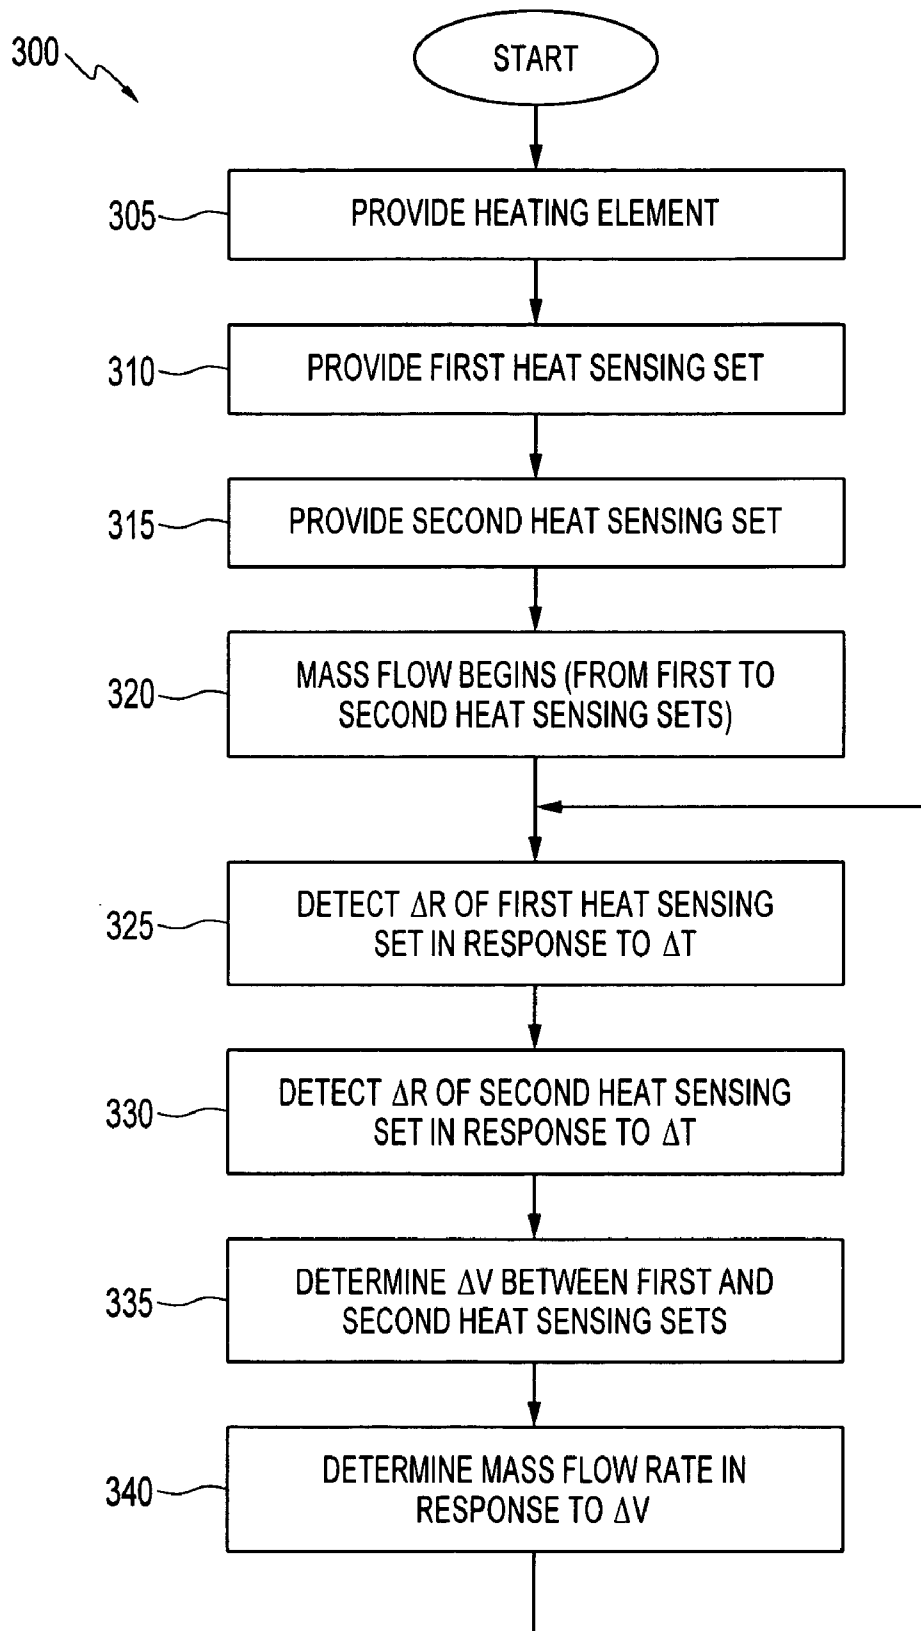 300
START
305
PROVIDE HEATING ELEMENT
310
PROVIDE FIRST HEAT SENSING SET
315
PROVIDE SECOND HEAT SENSING SET
320
MASS FLOW BEGINS (FROM FIRST TO
SECOND HEAT SENSING SETS)
325
DETECT ΔR OF FIRST HEAT SENSING
SET IN RESPONSE TO ΔT
330
DETECT ΔR OF SECOND HEAT SENSING
SET IN RESPONSE TO ΔT
335
DETERMINE ΔV BETWEEN FIRST AND
SECOND HEAT SENSING SETS
340
DETERMINE MASS FLOW RATE IN
RESPONSE TO ΔV